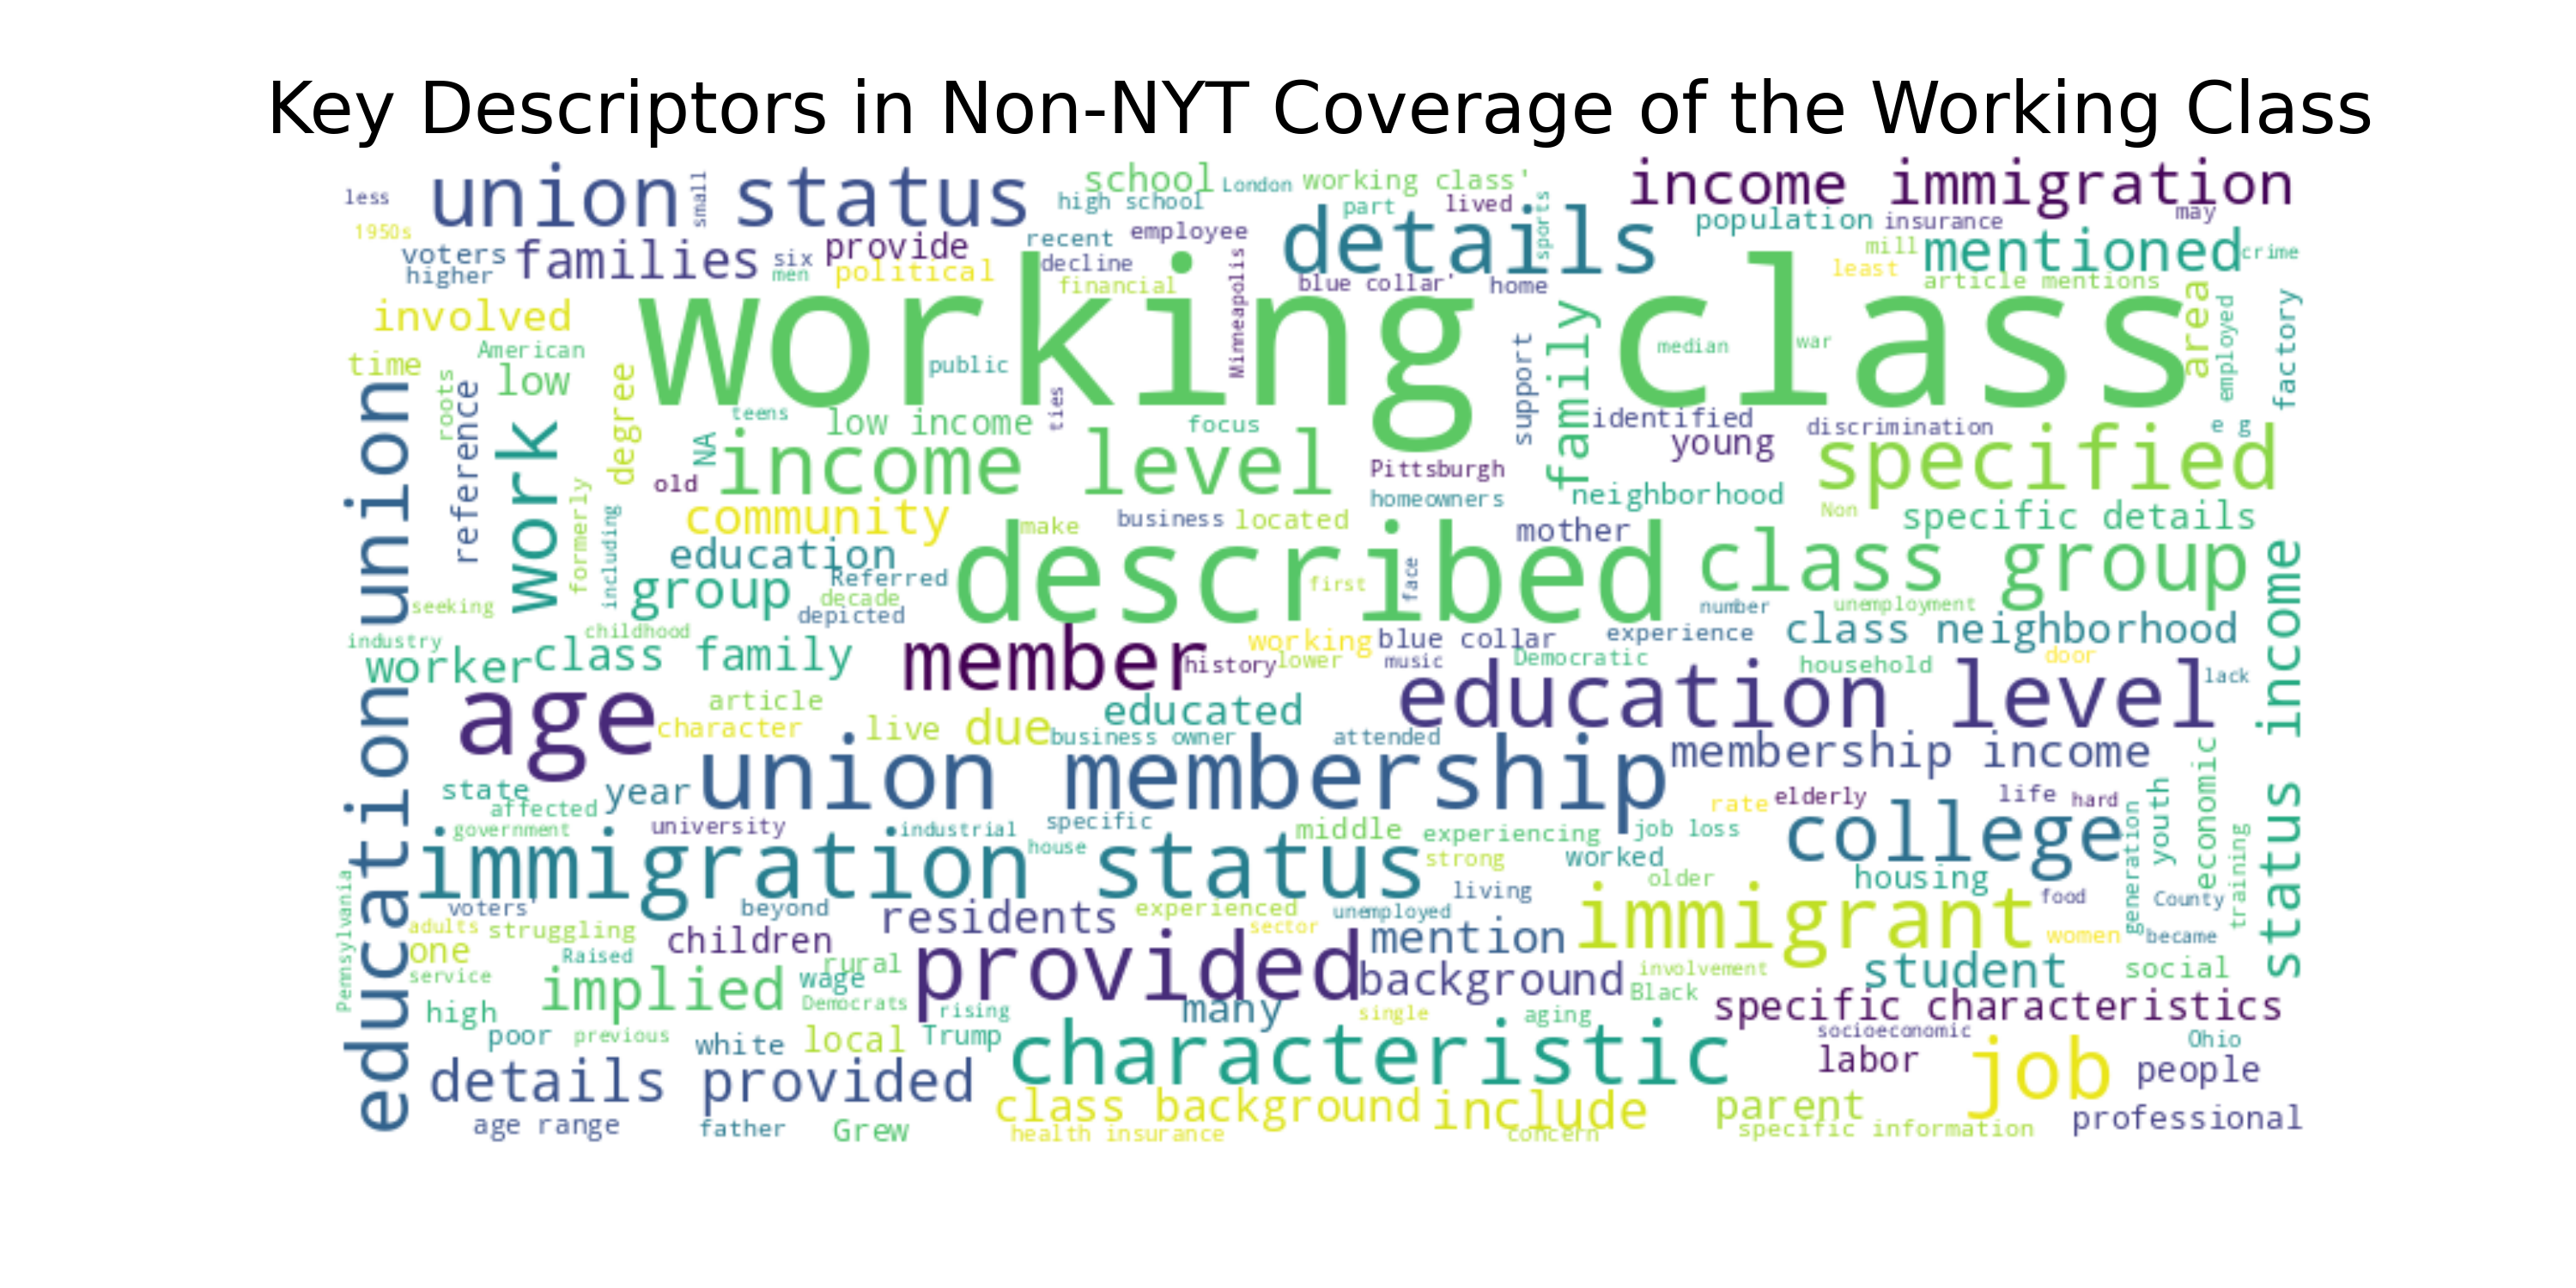 Key Descriptors in Non-NYT Coverage of the Working Class
less
union status
small
school
London
working class'
income immigration
high school
part
lived
sports
population
insurance
may
1950s
voters
families
six
provide
recent
employee
details
mill
mentioned
crime
higher
men
political
decline
financial
Minneapolis
blue collar'
home
least
article mentions
involved
working class
area
employed
factory
time
American
public
support
family
median
war
roots
reference
low
degree
teens
low income
ties
focus
identified
discrimination
e g
education union
work
NA
old
income level
Pittsburgh
young
specified
formerly
including
community
make
business
located
homeowners
neighborhood
Non
specific details
education
mother
described
class group
group
Referred
first
face
seeking
decade
depicted
number
unemployment
status income
industry
childhood
member
working
blue collar
experience
class neighborhood
worker
class family
history
lower
music
Democratic
household
door
lack
age
article
educated
education level
character
live
due
business owner
attended
membership income
economic
state
year
union membership
rate
elderly
life
hard
youth
affected
government
university
industrial
specific
middle
experiencing
job loss
college
generation
training
immigration status
house
strong
worked
Pennsylvania
older
housing
voters'
beyond
residents
experienced
unemployed
living
immigrant
food
County
adults
struggling
children
sector
mention
women
became
one
Raised
rural
provided
background
involvement
student
social
service
implied
wage
Democrats
Black
high
rising
many
single
aging
specific characteristics
poor
previous
white
local
Trump
characteristic
socioeconomic
Ohio
details provided
labor
job
people
age range
father
Grew
class background
include
parent
professional
health insurance
concern
specific information